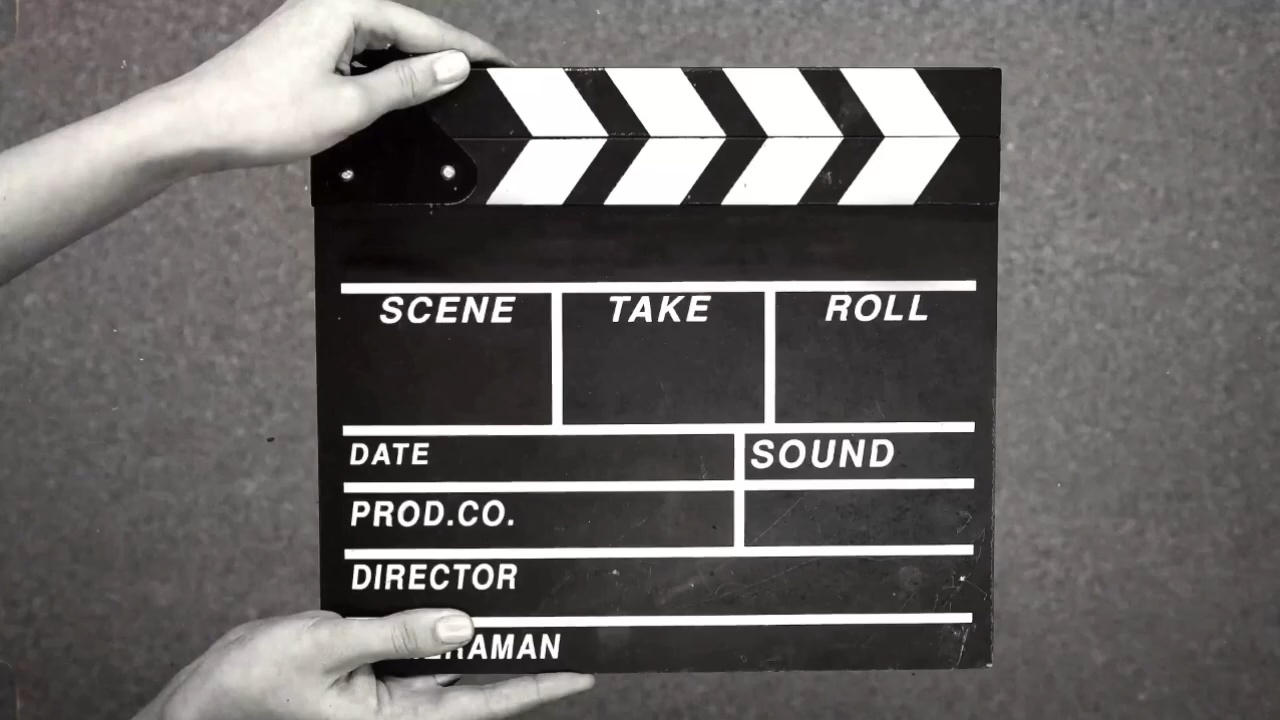 SCENE TAKE ROLL
DATE SOUND
PROD.CO.
DIRECTOR